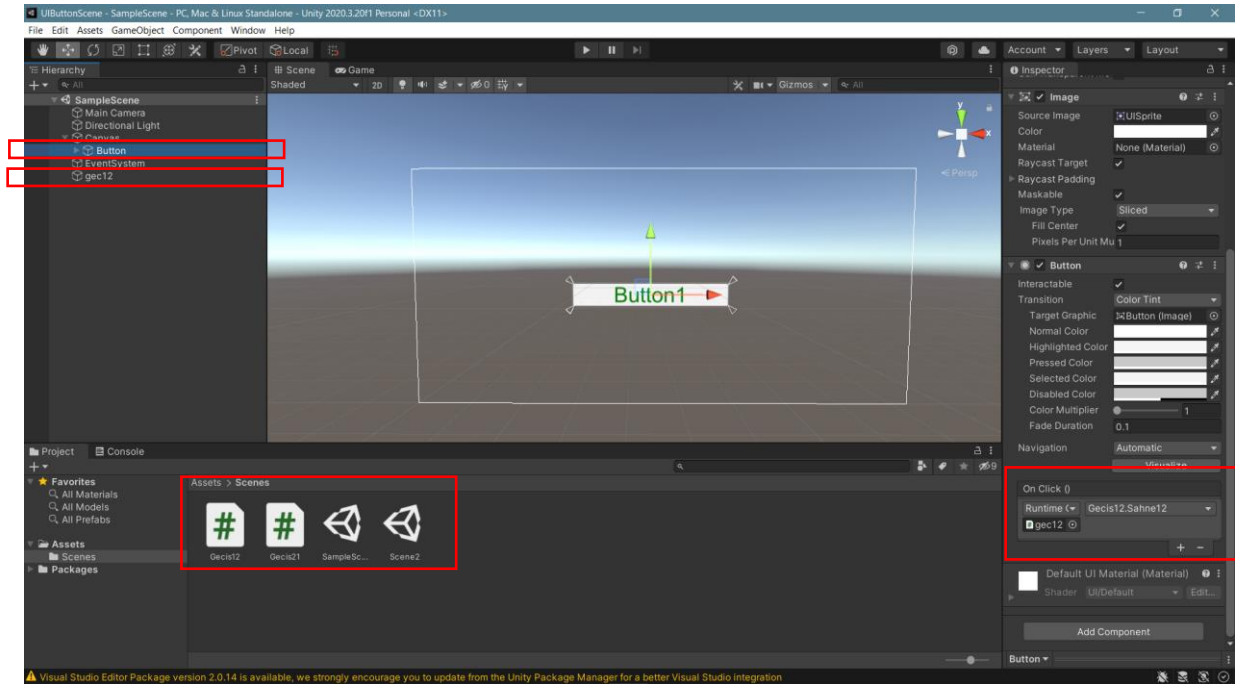 UIButtonScene - SampleScene - PC, Mac & Linux Standalone - Unity 2020.3.20f1 Personal <DX11>
File Edit Assets GameObject Component Window Help
Pivot Local Account Layers Layout
Hierarchy
All
SampleScene
Main Camera
Directional Light
Canvas
Button
EventSystem
gec12
Scene Game
Shaded 2D 0 Gizmos All
y
x
Persp
Button1
Inspector
Image
Source Image UISprite
Color
Material None (Material)
Raycast Target
Raycast Padding
Maskable
Image Type Sliced
Fill Center
Pixels Per Unit Mu 1
Button
Interactable
Transition Color Tint
Target Graphic Button (Image)
Normal Color
Highlighted Color
Pressed Color
Selected Color
Disabled Color
Color Multiplier 1
Fade Duration 0.1
Navigation Automatic
Visualize
On Click ()
Runtime ( Gecis12.Sahne12
gec12
+ -
Default UI Material (Material)
Shader UI/Default Edit...
Add Component
Button
Project Console
9
Favorites
All Materials
All Models
All Prefabs
Assets
Scenes
Packages
Assets > Scenes
# #
Gecis12 Gecis21 SampleSc... Scene2
Visual Studio Editor Package version 2.0.14 is available, we strongly encourage you to update from the Unity Package Manager for a better Visual Studio integration